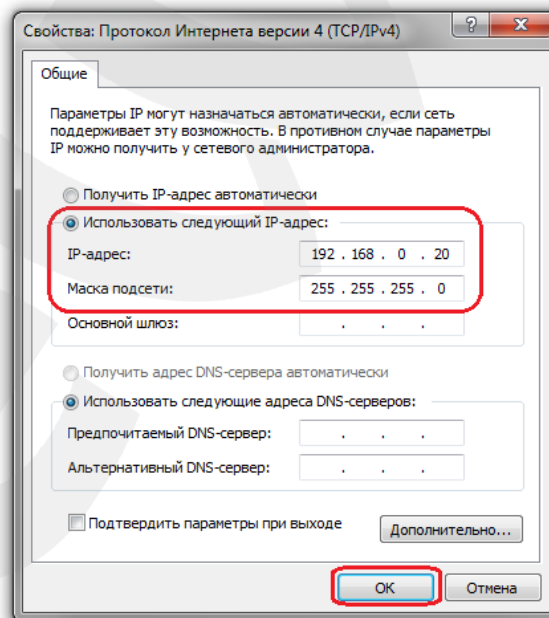 Свойства: Протокол Интернета версии 4 (TCP/IPv4)
Общие
Параметры IP могут назначаться автоматически, если сеть
поддерживает эту возможность. В противном случае параметры
IP можно получить у сетевого администратора.
Получить IP-адрес автоматически
Использовать следующий IP-адрес:
IP-адрес: 192 . 168 . 0 . 20
Маска подсети: 255 . 255 . 255 . 0
Основной шлюз: . . .
Получить адрес DNS-сервера автоматически
Использовать следующие адреса DNS-серверов:
Предпочитаемый DNS-сервер: . . .
Альтернативный DNS-сервер: . . .
Подтвердить параметры при выходе
Дополнительно...
ОК Отмена